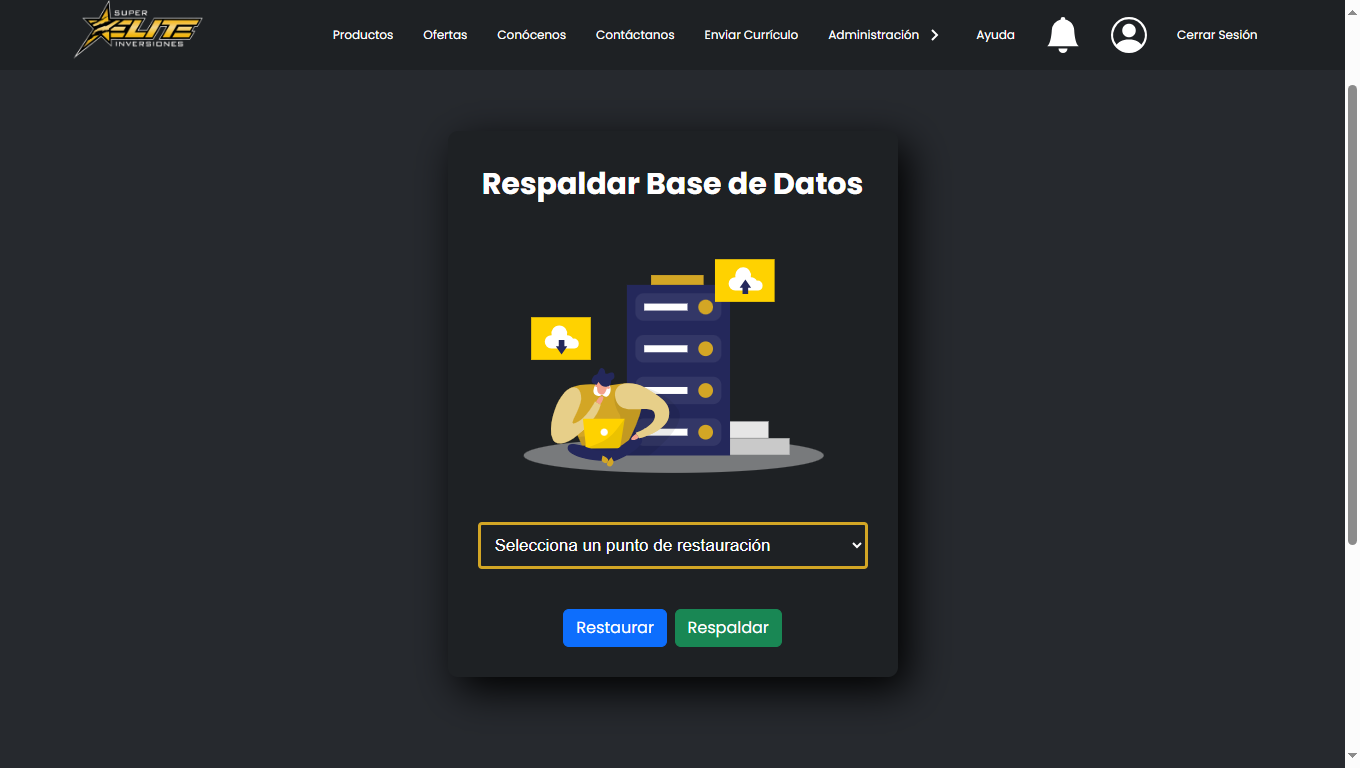 SUPER
ELITE
INVERSIONES
Productos Ofertas Conócenos Contáctanos Enviar Currículo Administración Ayuda Cerrar Sesión
Respaldar Base de Datos
Selecciona un punto de restauración
Restaurar Respaldar